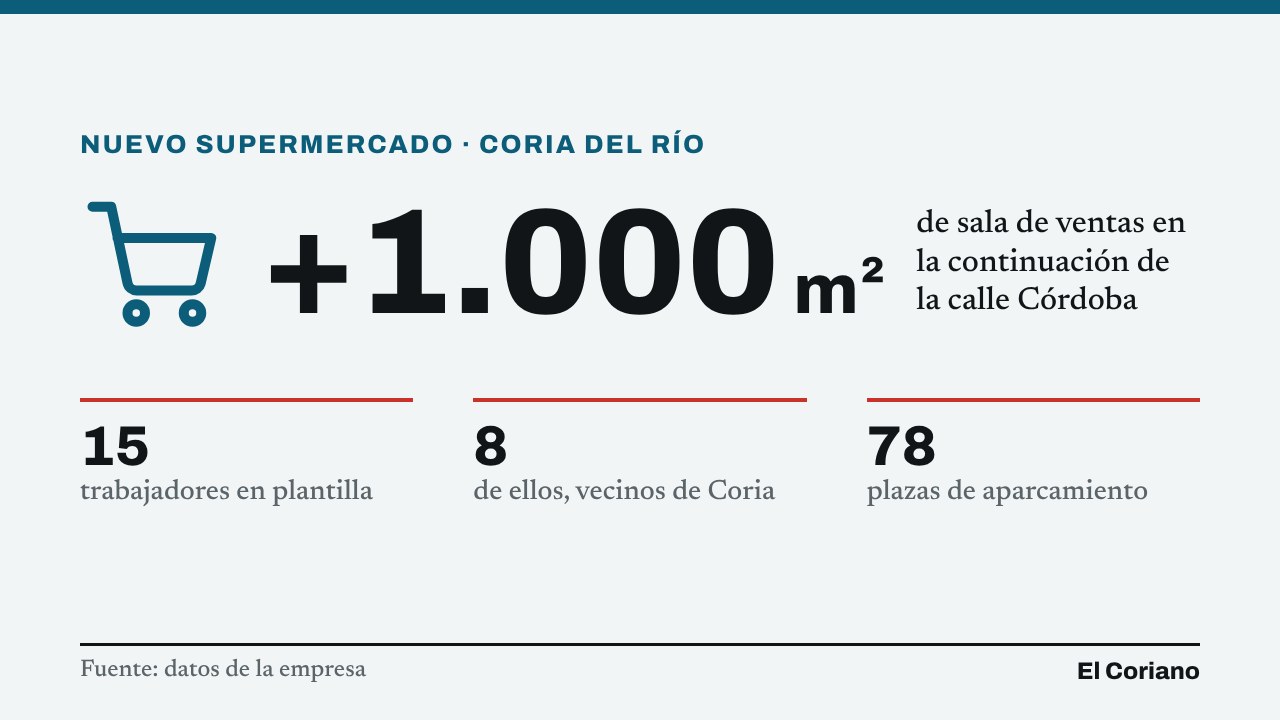 NUEVO SUPERMERCADO · CORIA DEL RÍO
+1.000 m²
de sala de ventas en
la continuación de
la calle Córdoba
15
trabajadores en plantilla
8
de ellos, vecinos de Coria
78
plazas de aparcamiento
Fuente: datos de la empresa
El Coriano